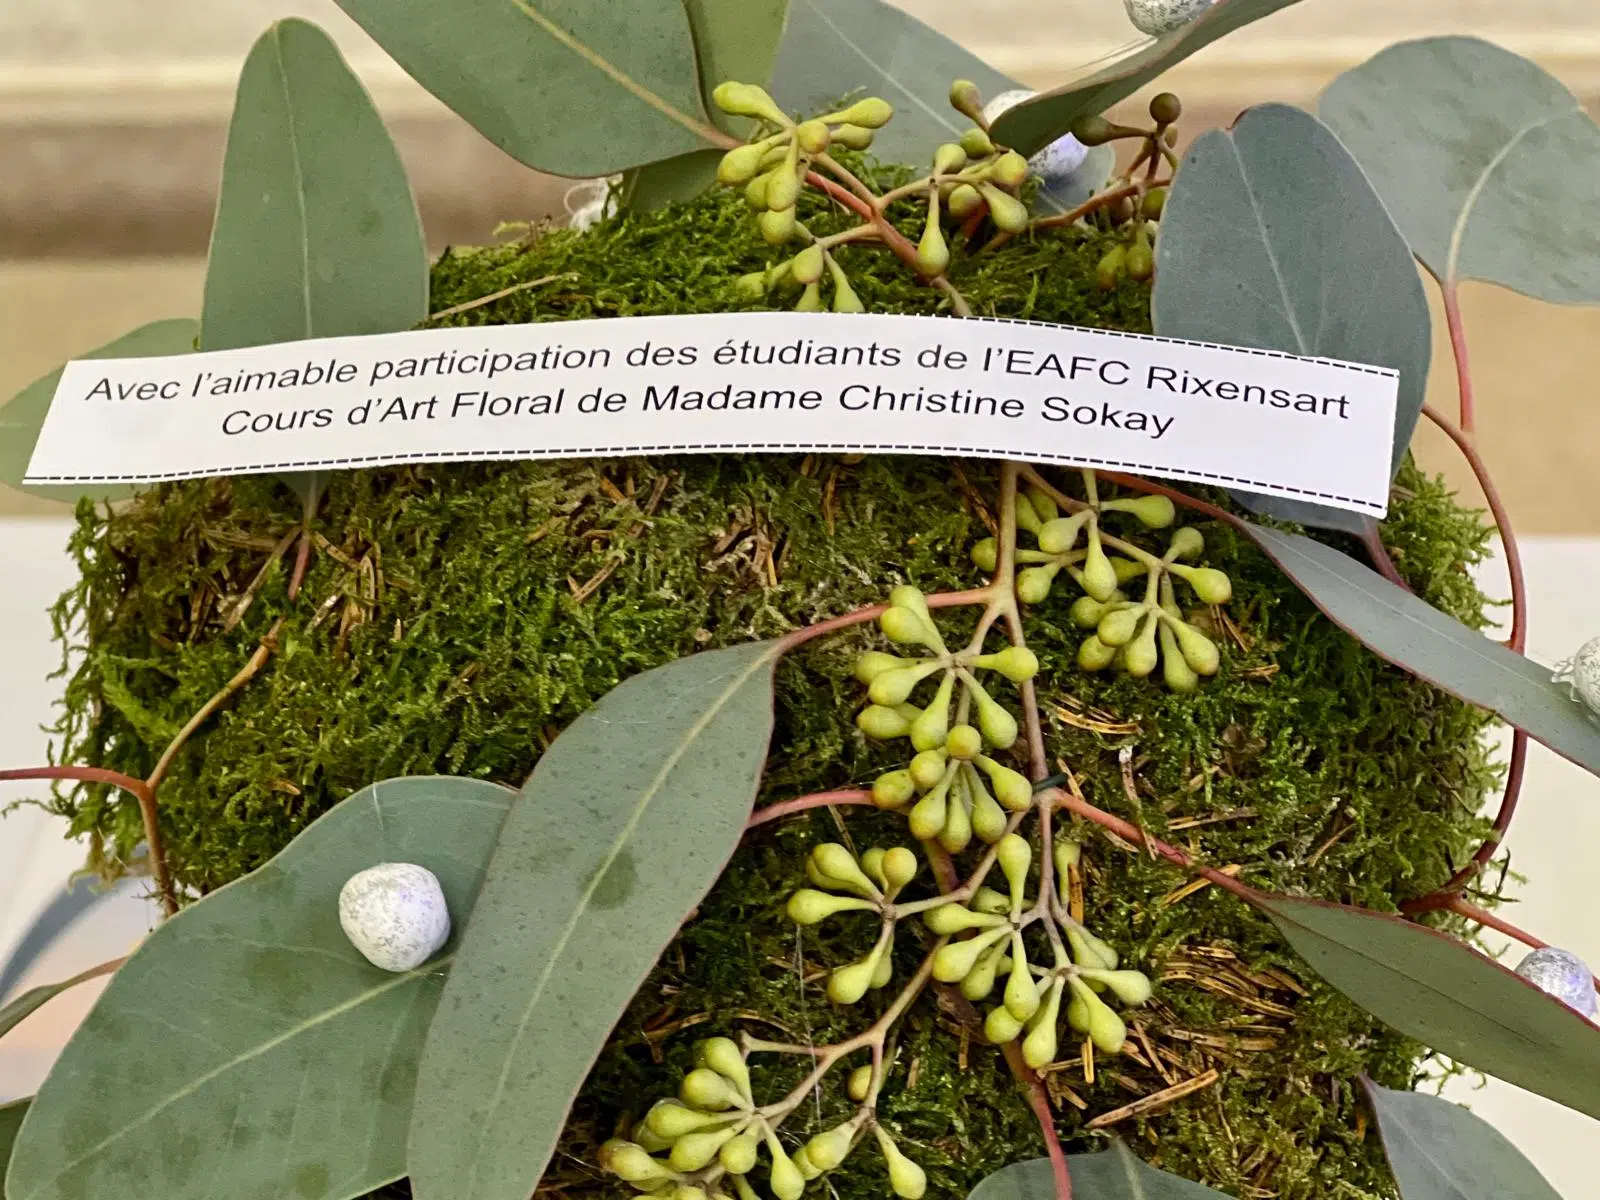 Avec l’aimable participation des étudiants de l’EAFC Rixensart
Cours d’Art Floral de Madame Christine Sokay